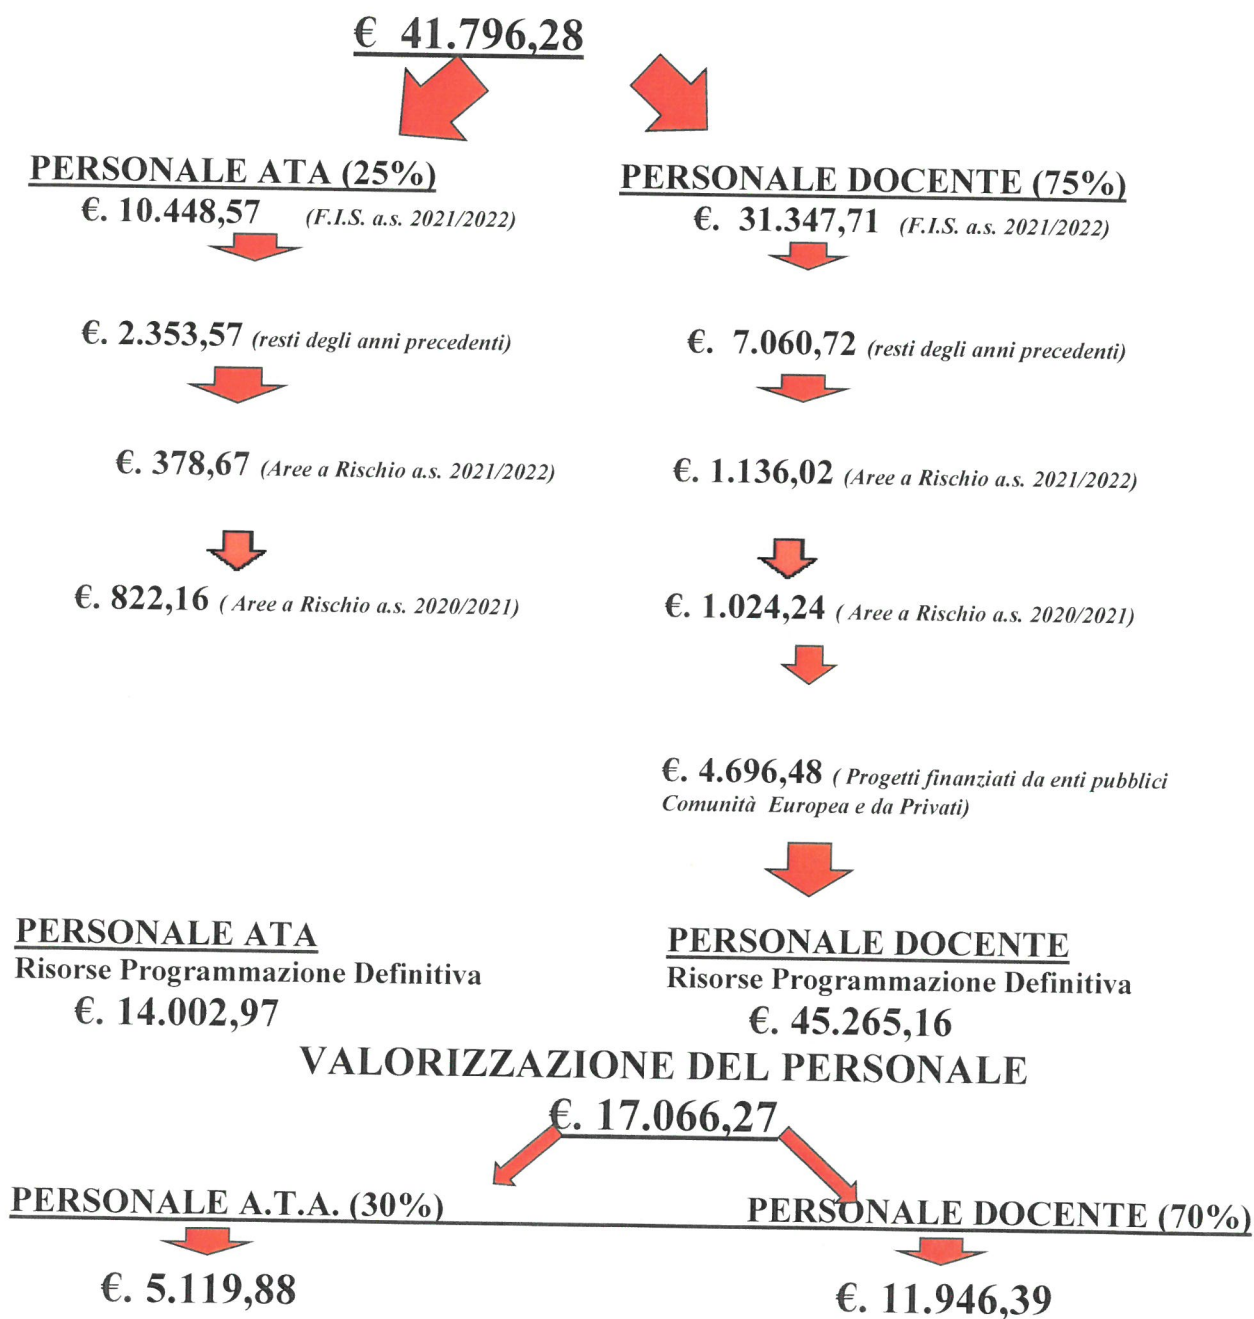 € 41.796,28
PERSONALE ATA (25%)
€. 10.448,57 (F.I.S. a.s. 2021/2022)
€. 2.353,57 (resti degli anni precedenti)
€. 378,67 (Aree a Rischio a.s. 2021/2022)
€. 822,16 ( Aree a Rischio a.s. 2020/2021)
PERSONALE DOCENTE (75%)
€. 31.347,71 (F.I.S. a.s. 2021/2022)
€. 7.060,72 (resti degli anni precedenti)
€. 1.136,02 (Aree a Rischio a.s. 2021/2022)
€. 1.024,24 ( Aree a Rischio a.s. 2020/2021)
€. 4.696,48 ( Progetti finanziati da enti pubblici
Comunità Europea e da Privati)
PERSONALE ATA
Risorse Programmazione Definitiva
€. 14.002,97
PERSONALE DOCENTE
Risorse Programmazione Definitiva
€. 45.265,16
VALORIZZAZIONE DEL PERSONALE
€. 17.066,27
PERSONALE A.T.A. (30%)
€. 5.119,88
PERSONALE DOCENTE (70%)
€. 11.946,39